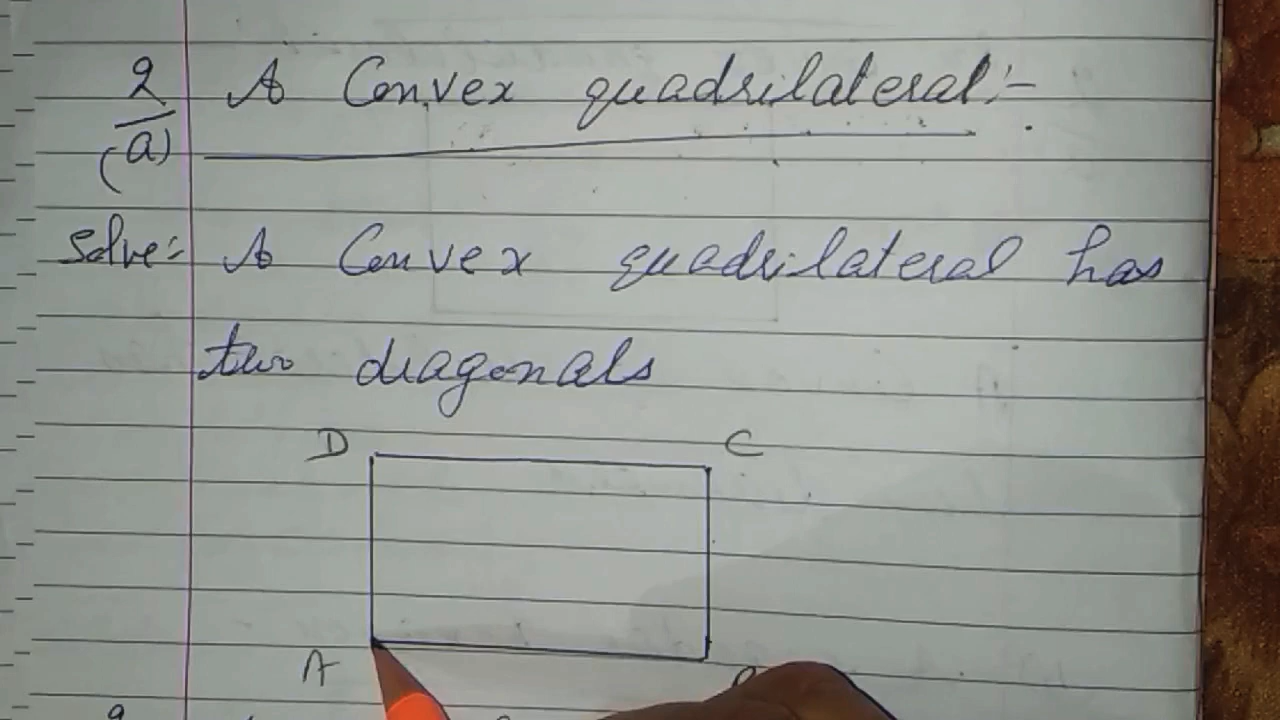 2 A Convex quadrilateral:-
(a)
Solve:- A Convex quadrilateral has
two diagonals
D C
A